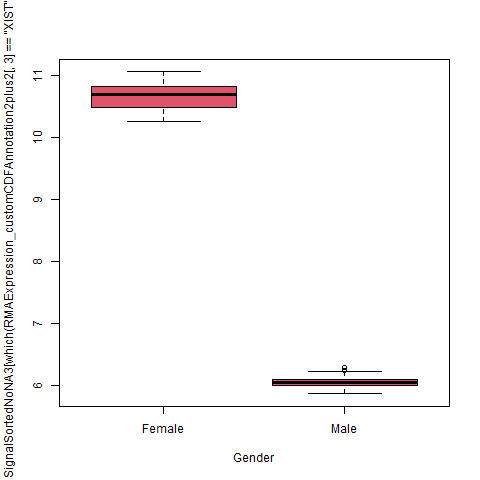 SignalSortedNoNA3[which(RMAExpression_customCDFAnnotation2plus2[, 3] == "XIST"
11
10
9
8
7
6
Female Male
Gender